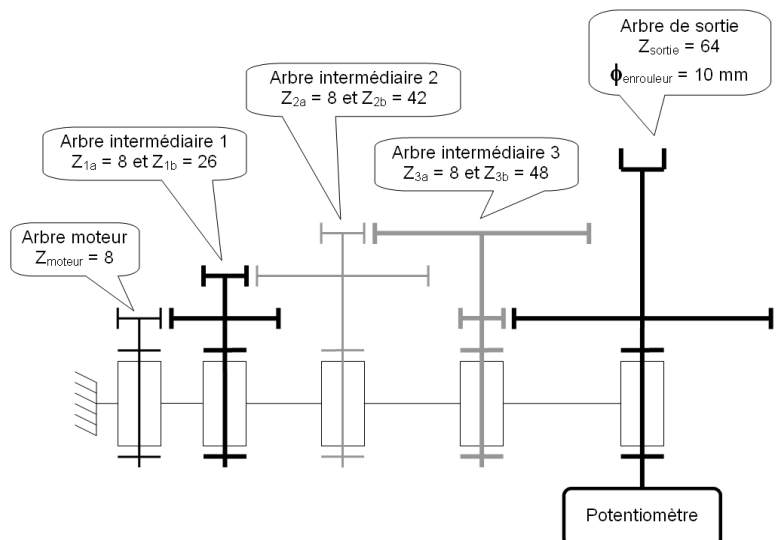 Arbre de sortie
Zsortie = 64
ϕenrouleur = 10 mm
Arbre intermédiaire 2
Z2a = 8 et Z2b = 42
Arbre intermédiaire 1
Z1a = 8 et Z1b = 26
Arbre intermédiaire 3
Z3a = 8 et Z3b = 48
Arbre moteur
Zmoteur = 8
Potentiomètre